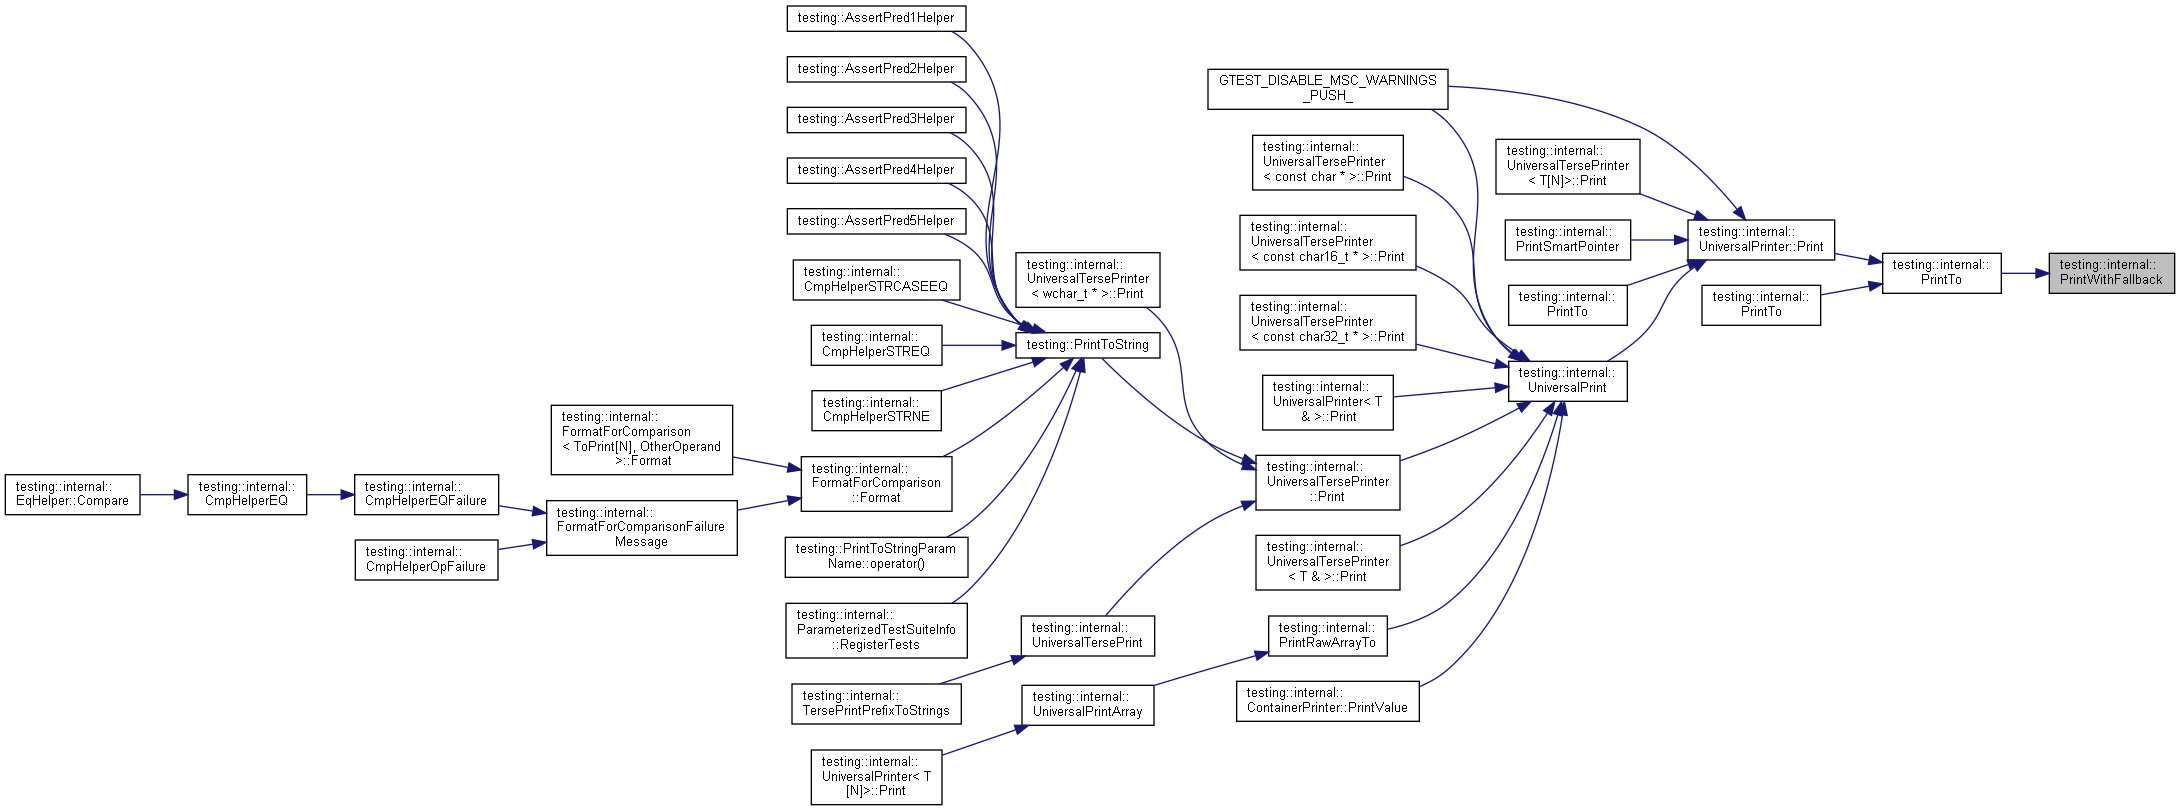 testing::AssertPred1Helper
testing::AssertPred2Helper
testing::AssertPred3Helper
testing::AssertPred4Helper
testing::AssertPred5Helper
testing::internal::
CmpHelperSTRCASEEQ
testing::internal::
CmpHelperSTREQ
testing::internal::
CmpHelperSTRNE
testing::internal::
FormatForComparison
< ToPrint[N], OtherOperand
>::Format
testing::internal::
EqHelper::Compare
testing::internal::
CmpHelperEQ
testing::internal::
CmpHelperEQFailure
testing::internal::
CmpHelperOpFailure
testing::internal::
FormatForComparisonFailure
Message
testing::internal::
FormatForComparison
::Format
testing::PrintToStringParam
Name::operator()
testing::internal::
ParameterizedTestSuiteInfo
::RegisterTests
testing::internal::
TersePrintPrefixToStrings
testing::internal::
UniversalPrinter< T
[N]>::Print
testing::internal::
UniversalTersePrinter
< wchar_t * >::Print
testing::PrintToString
testing::internal::
UniversalTersePrint
testing::internal::
UniversalPrintArray
GTEST_DISABLE_MSC_WARNINGS
_PUSH_
testing::internal::
UniversalTersePrinter
< const char * >::Print
testing::internal::
UniversalTersePrinter
< const char16_t * >::Print
testing::internal::
UniversalTersePrinter
< const char32_t * >::Print
testing::internal::
UniversalPrinter< T
& >::Print
testing::internal::
UniversalTersePrinter
::Print
testing::internal::
UniversalTersePrinter
< T & >::Print
testing::internal::
PrintRawArrayTo
testing::internal::
ContainerPrinter::PrintValue
testing::internal::
UniversalTersePrinter
< T[N]>::Print
testing::internal::
PrintSmartPointer
testing::internal::
PrintTo
testing::internal::
UniversalPrint
testing::internal::
UniversalPrinter::Print
testing::internal::
PrintTo
testing::internal::
PrintTo
testing::internal::
PrintWithFallback